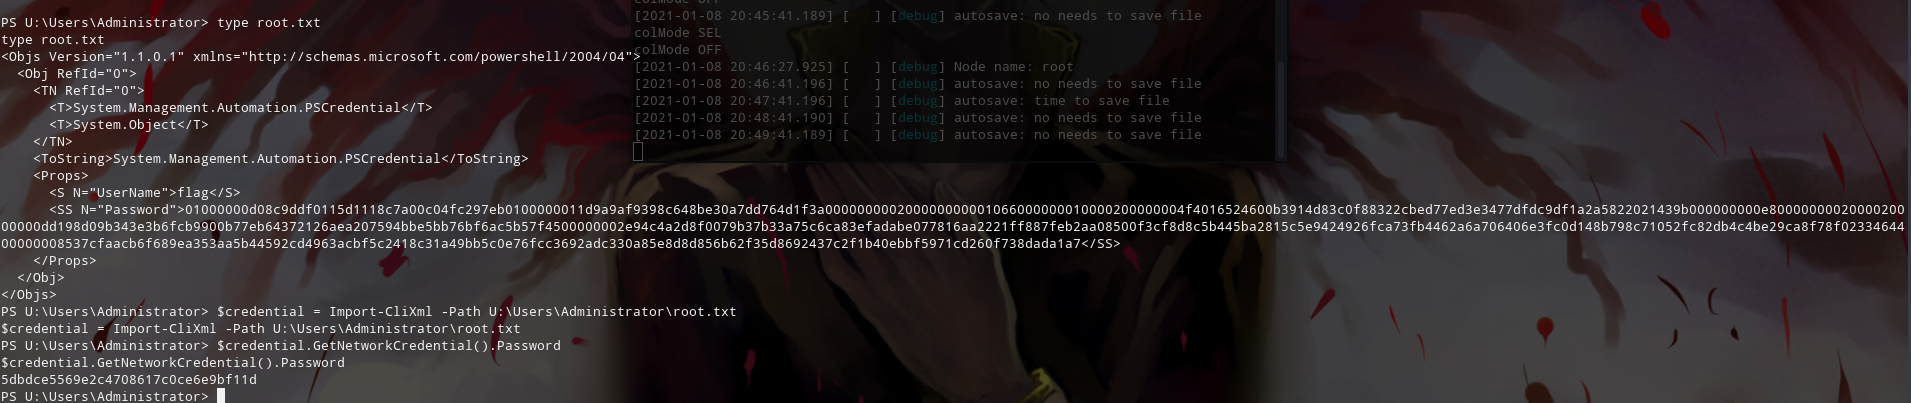 PS U:\Users\Administrator> type root.txt
type root.txt
<Objs Version="1.1.0.1" xmlns="http://schemas.microsoft.com/powershell/2004/04">
  <Obj RefId="0">
    <TN RefId="0">
      <T>System.Management.Automation.PSCredential</T>
      <T>System.Object</T>
    </TN>
    <ToString>System.Management.Automation.PSCredential</ToString>
    <Props>
      <S N="UserName">flag</S>
      <SS N="Password">01000000d08c9ddf0115d1118c7a00c04fc297eb0100000011d9a9af9398c648be30a7dd764d1f3a0000000002000000000010660000000100002000000004f4016524600b3914d83c0f88322cbed77ed3e3477dfdc9df1a2a5822021439b000000000e8000000002000020
0000000dd198d09b343e3b6fcb9900b77eb64372126aea207594bbe5bb76bf6ac5b57f4500000002e94c4a2d8f0079b37b33a75c6ca83efadabe077816aa2221ff887feb2aa08500f3cf8d8c5b445ba2815c5e9424926fca73fb4462a6a706406e3fc0d148b798c71052fc82db4c4be29ca8f78f02334644
00000008537cfaacb6f689ea353aa5b44592cd4963acbf5c2418c31a49bb5c0e76fcc3692adc330a85e8d8d856b62f35d8692437c2f1b40ebbf5971cd260f738dada1a7</SS>
    </Props>
  </Obj>
</Objs>
PS U:\Users\Administrator> $credential = Import-CliXml -Path U:\Users\Administrator\root.txt
$credential = Import-CliXml -Path U:\Users\Administrator\root.txt
PS U:\Users\Administrator> $credential.GetNetworkCredential().Password
$credential.GetNetworkCredential().Password
5dbdce5569e2c4708617c0ce6e9bf11d
PS U:\Users\Administrator>
colMode OFF
[2021-01-08 20:45:41.189] [   ] [debug] autosave: no needs to save file
colMode SEL
colMode OFF
[2021-01-08 20:46:27.925] [   ] [debug] Node name: root
[2021-01-08 20:46:41.196] [   ] [debug] autosave: no needs to save file
[2021-01-08 20:47:41.196] [   ] [debug] autosave: time to save file
[2021-01-08 20:48:41.190] [   ] [debug] autosave: no needs to save file
[2021-01-08 20:49:41.189] [   ] [debug] autosave: no needs to save file